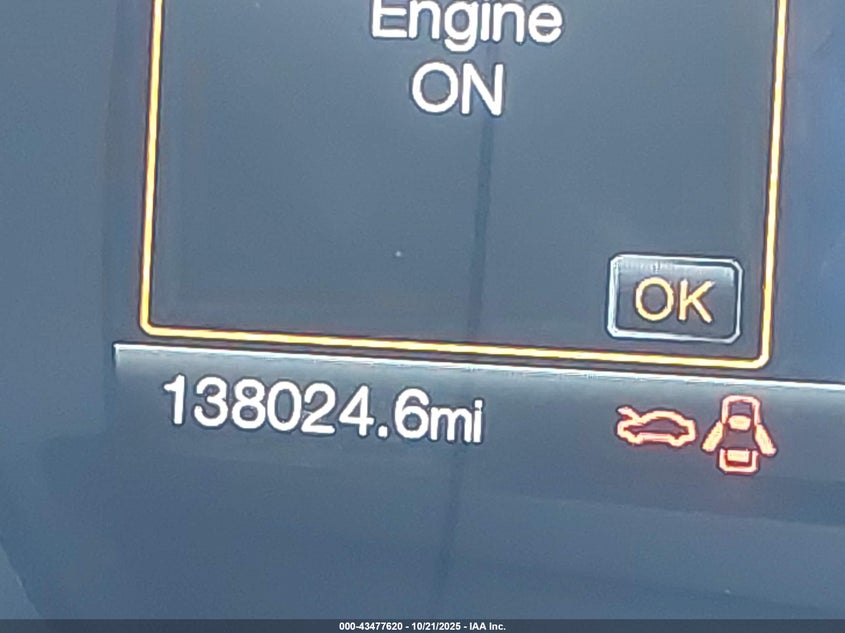 Engine
ON
OK
138024.6mi
000-43477620 - 10/21/2025 - IAA Inc.